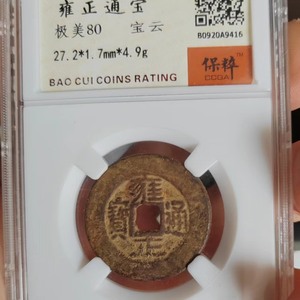 雍正通宝
极美80 宝云
27.2*1.7mm*4.9g
B0920A9416
BAO CUI COINS RATING
保粹
CCGA
雍正通寶